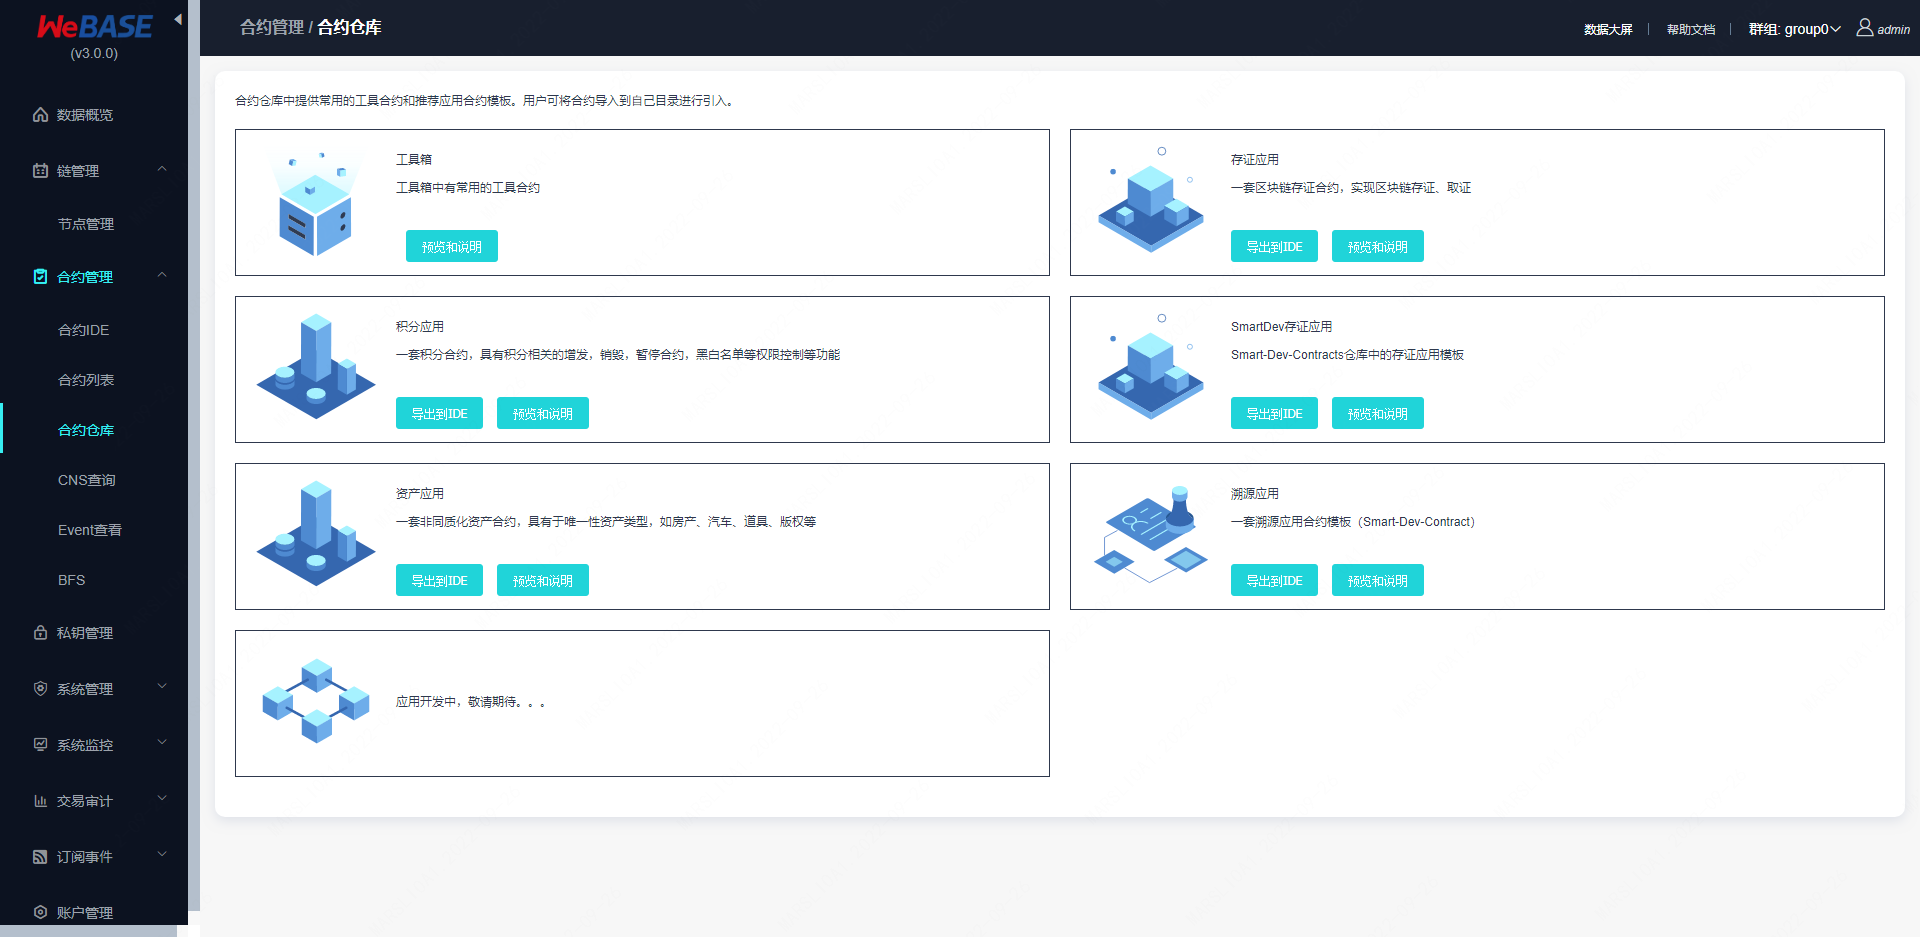 WeBASE
(v3.0.0)
数据概览
链管理
节点管理
合约管理
合约IDE
合约列表
合约仓库
CNS查询
Event查看
BFS
私钥管理
系统管理
系统监控
交易审计
订阅事件
账户管理
合约管理 / 合约仓库
数据大屏 | 帮助文档 | 群组: group0 admin
合约仓库中提供常用的工具合约和推荐应用合约模板。用户可将合约导入到自己目录进行引入。
工具箱
工具箱中有常用的工具合约
预览和说明
存证应用
一套区块链存证合约，实现区块链存证、取证
导出到IDE 预览和说明
积分应用
一套积分合约，具有积分相关的增发，销毁，暂停合约，黑白名单等权限控制等功能
导出到IDE 预览和说明
SmartDev存证应用
Smart-Dev-Contracts仓库中的存证应用模板
导出到IDE 预览和说明
资产应用
一套非同质化资产合约，具有于唯一性资产类型，如房产、汽车、道具、版权等
导出到IDE 预览和说明
溯源应用
一套溯源应用合约模板（Smart-Dev-Contract）
导出到IDE 预览和说明
应用开发中，敬请期待。。。